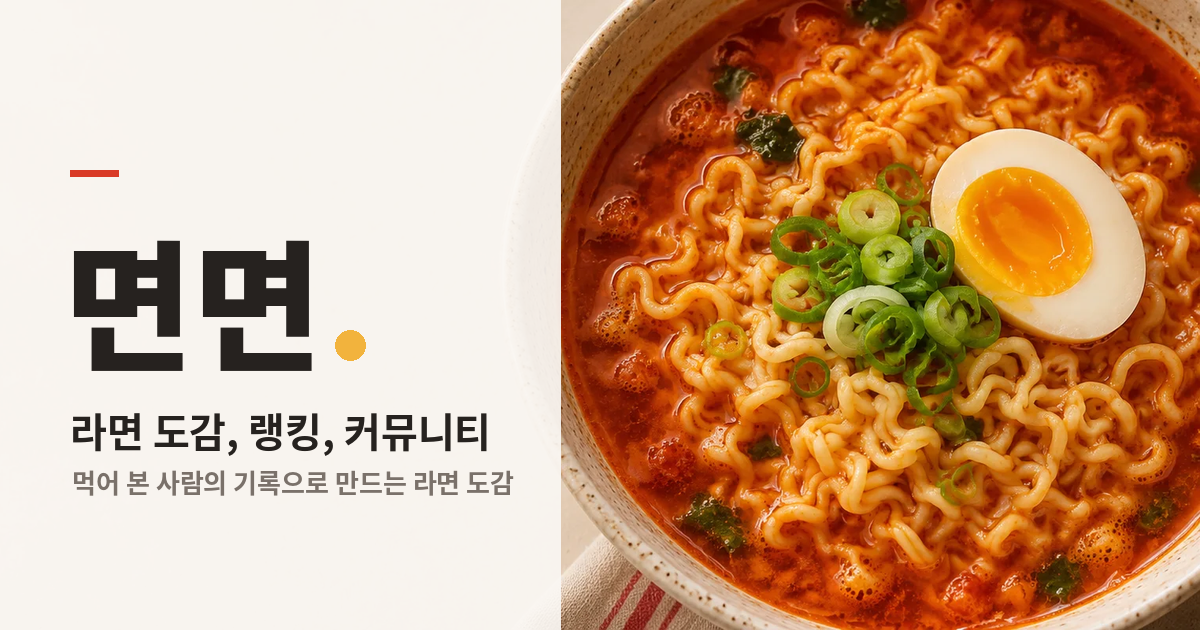 면면.
라면 도감, 랭킹, 커뮤니티
먹어 본 사람의 기록으로 만드는 라면 도감